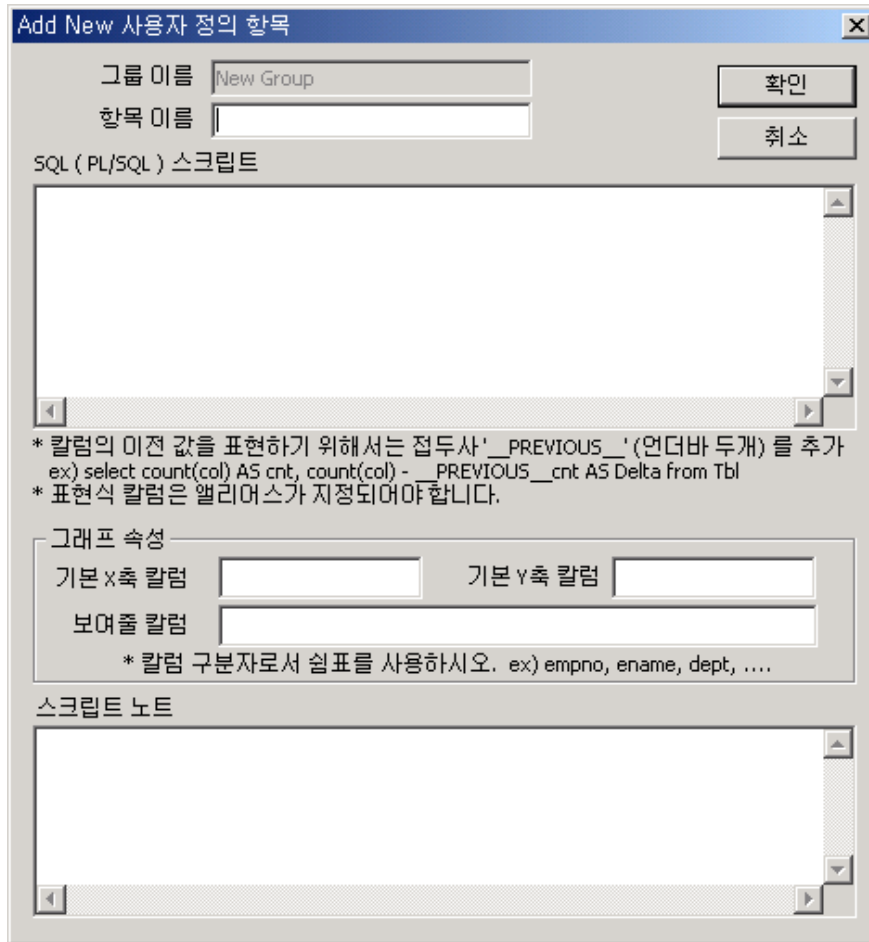 Add New 사용자 정의 항목
그룹 이름 New Group
확인
항목 이름
취소
SQL ( PL/SQL ) 스크립트
* 칼럼의 이전 값을 표현하기 위해서는 접두사 '__PREVIOUS__' (언더바 두개) 를 추가
ex) select count(col) AS cnt, count(col) - __PREVIOUS__cnt AS Delta from Tbl
* 표현식 칼럼은 앨리어스가 지정되어야 합니다.
그래프 속성
기본 X축 칼럼 기본 Y축 칼럼
보여줄 칼럼
* 칼럼 구분자로서 쉼표를 사용하시오. ex) empno, ename, dept, ....
스크립트 노트